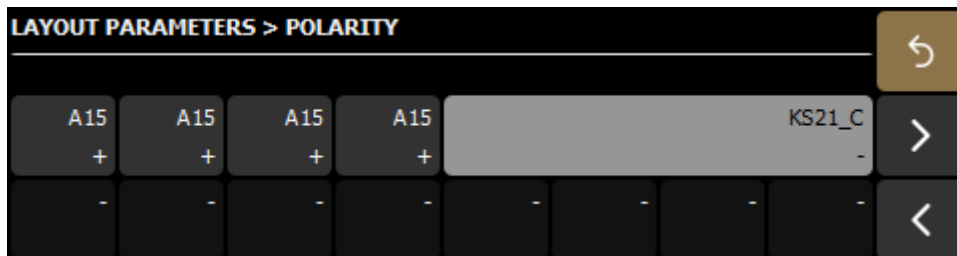 LAYOUT PARAMETERS > POLARITY
A15 A15 A15 A15 KS21_C
+ + + + -
- - - - - - - -